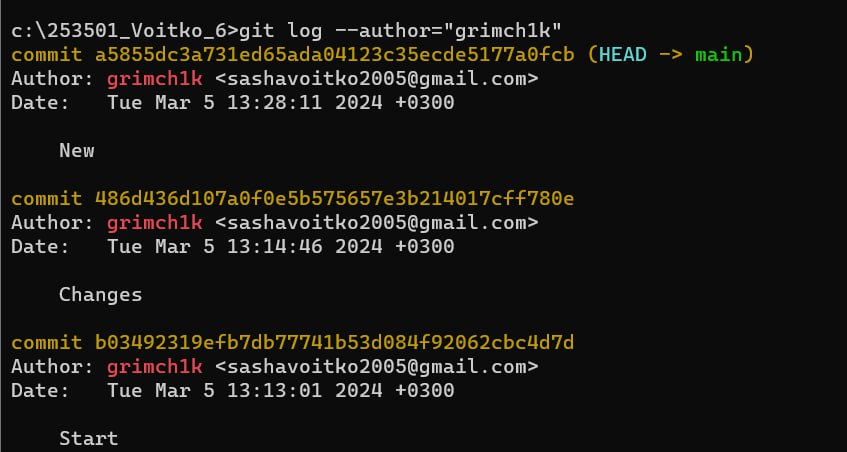 c:\253501_Voitko_6>git log --author="grimch1k"
commit a5855dc3a731ed65ada04123c35ecde5177a0fcb (HEAD -> main)
Author: grimch1k <sashavoitko2005@gmail.com>
Date:   Tue Mar 5 13:28:11 2024 +0300
New
commit 486d436d107a0f0e5b575657e3b214017cff780e
Author: grimch1k <sashavoitko2005@gmail.com>
Date:   Tue Mar 5 13:14:46 2024 +0300
Changes
commit b03492319efb7db77741b53d084f92062cbc4d7d
Author: grimch1k <sashavoitko2005@gmail.com>
Date:   Tue Mar 5 13:13:01 2024 +0300
Start